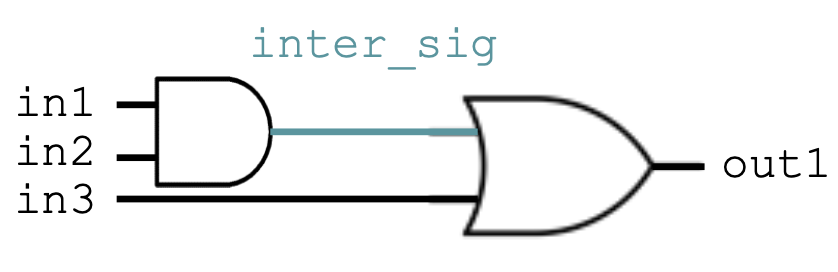 inter_sig
in1
in2
in3
out1